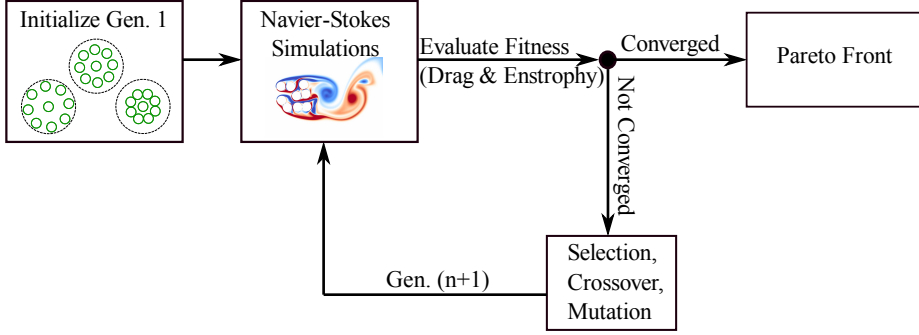 Initialize Gen. 1
Navier-Stokes
Simulations
Evaluate Fitness
(Drag & Enstrophy)
Converged
Not Converged
Pareto Front
Selection,
Crossover,
Mutation
Gen. (n+1)